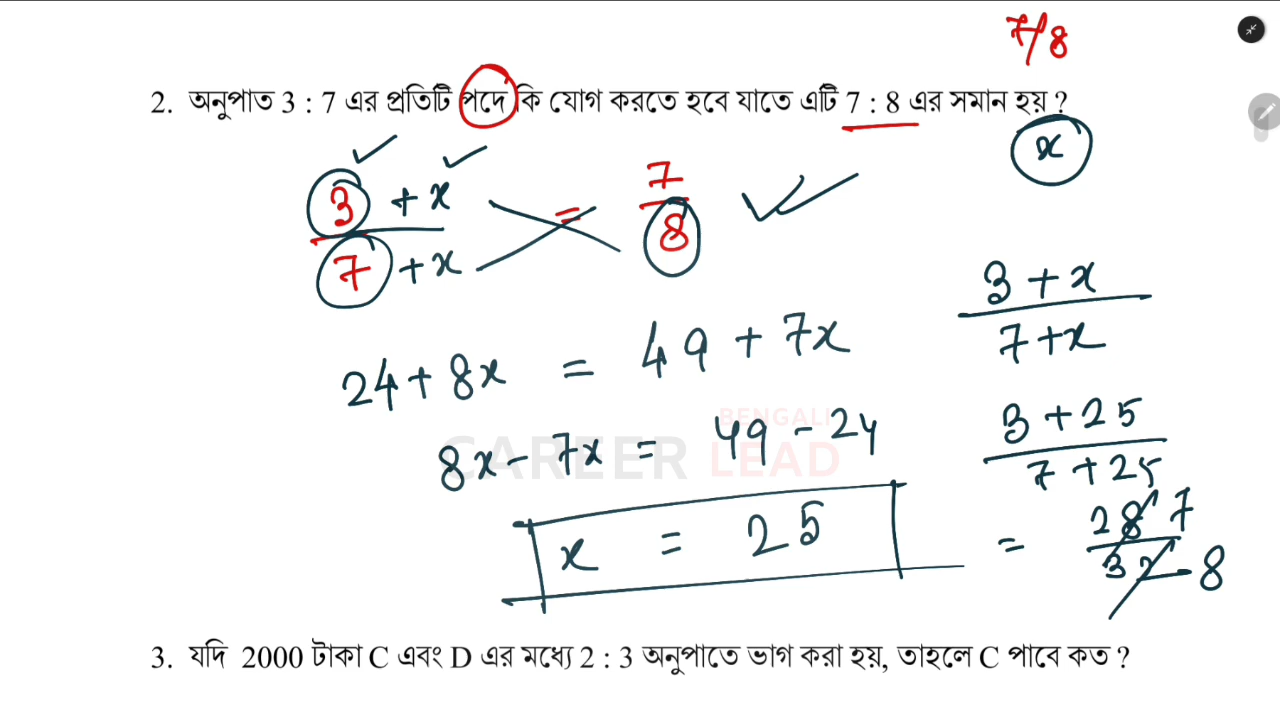 7/8
2. অনুপাত 3 : 7 এর প্রতিটি পদে কি যোগ করতে হবে যাতে এটি 7 : 8 এর সমান হয় ?
x
3 + x / 7 + x = 7 / 8
3 + x / 7 + x
24 + 8x = 49 + 7x
3 + 25 / 7 + 25
8x - 7x = 49 - 24
BENGALI
CAREER LEAD
= 28 7 / 32 8
x = 25
3. যদি 2000 টাকা C এবং D এর মধ্যে 2 : 3 অনুপাতে ভাগ করা হয়, তাহলে C পাবে কত ?